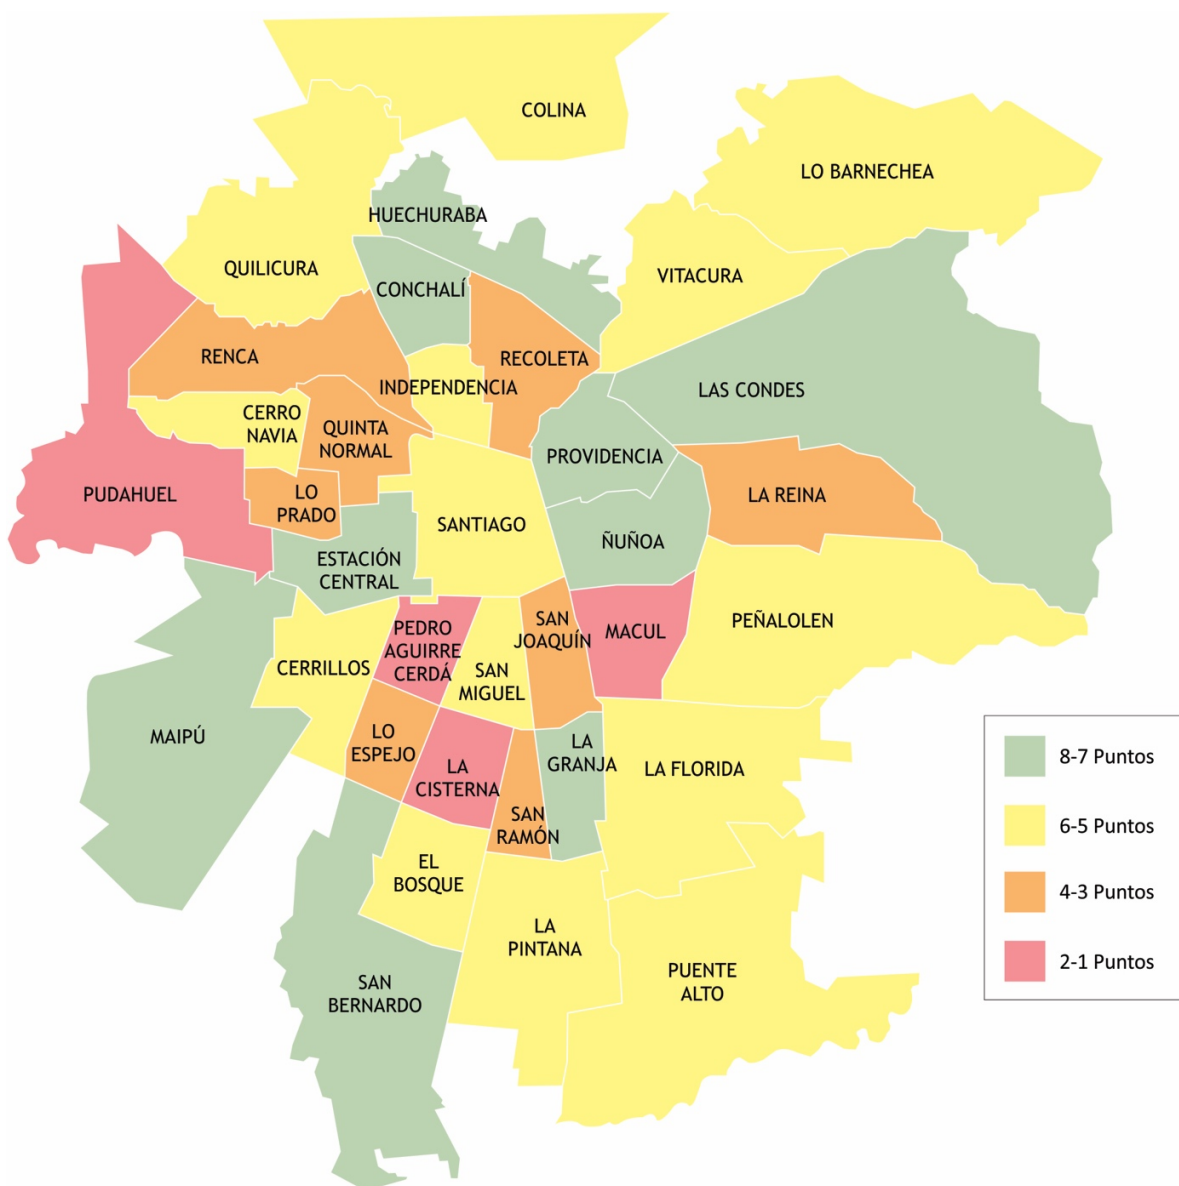 COLINA
LO BARNECHEA
HUECHURABA
QUILICURA
VITACURA
CONCHALÍ
RENCA
RECOLETA
INDEPENDENCIA
LAS CONDES
CERRO
NAVIA
QUINTA
NORMAL
PROVIDENCIA
PUDAHUEL
LO
PRADO
LA REINA
SANTIAGO
ÑUÑOA
ESTACIÓN
CENTRAL
PEDRO
AGUIRRE
CERDÁ
SAN
JOAQUÍN
MACUL
PEÑALOLEN
CERRILLOS
SAN
MIGUEL
MAIPÚ
LO
ESPEJO
LA
CISTERNA
LA
GRANJA
LA FLORIDA
SAN
RAMÓN
EL
BOSQUE
LA
PINTANA
PUENTE
ALTO
SAN
BERNARDO
8-7 Puntos
6-5 Puntos
4-3 Puntos
2-1 Puntos